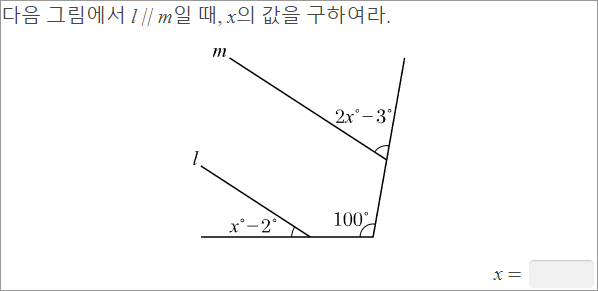 다음 그림에서 l // m일 때, x의 값을 구하여라.
m
2x°−3°
l
x°−2°
100°
x =